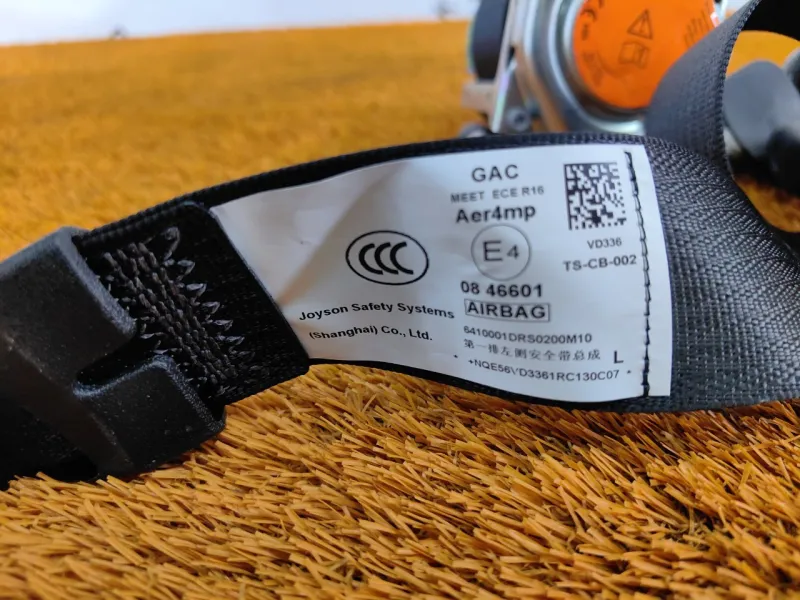 GAC
MEET ECE R16
Aer4mp
E4
VD336
TS-CB-002
CCC
08 46601
AIRBAG
Joyson Safety Systems
(Shanghai) Co., Ltd.
6410001DRS0200M10
第一排左侧安全带总成 L
+NQE56VD3361RC130C07